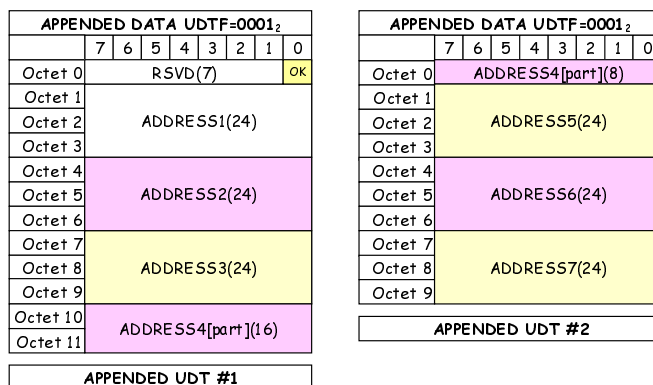 APPENDED DATA UDTF=0001₂
7 6 5 4 3 2 1 0
Octet 0 RSVD(7) OK
Octet 1
Octet 2 ADDRESS1(24)
Octet 3
Octet 4
Octet 5 ADDRESS2(24)
Octet 6
Octet 7
Octet 8 ADDRESS3(24)
Octet 9
Octet 10
ADDRESS4[part](16)
Octet 11
APPENDED UDT #1
APPENDED DATA UDTF=0001₂
7 6 5 4 3 2 1 0
Octet 0 ADDRESS4[part](8)
Octet 1
Octet 2 ADDRESS5(24)
Octet 3
Octet 4
Octet 5 ADDRESS6(24)
Octet 6
Octet 7
Octet 8 ADDRESS7(24)
Octet 9
APPENDED UDT #2